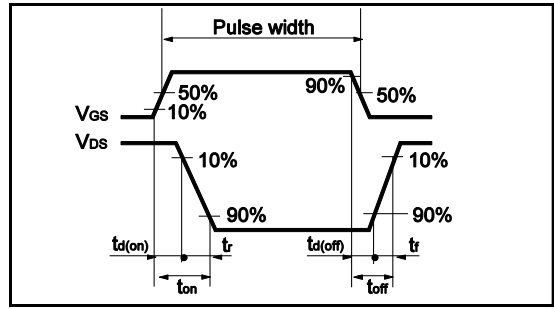 Pulse width
90%
50%
50%
10%
VGS
VDS
10%
10%
90%
90%
td(on)
tr
td(off)
tf
ton
toff